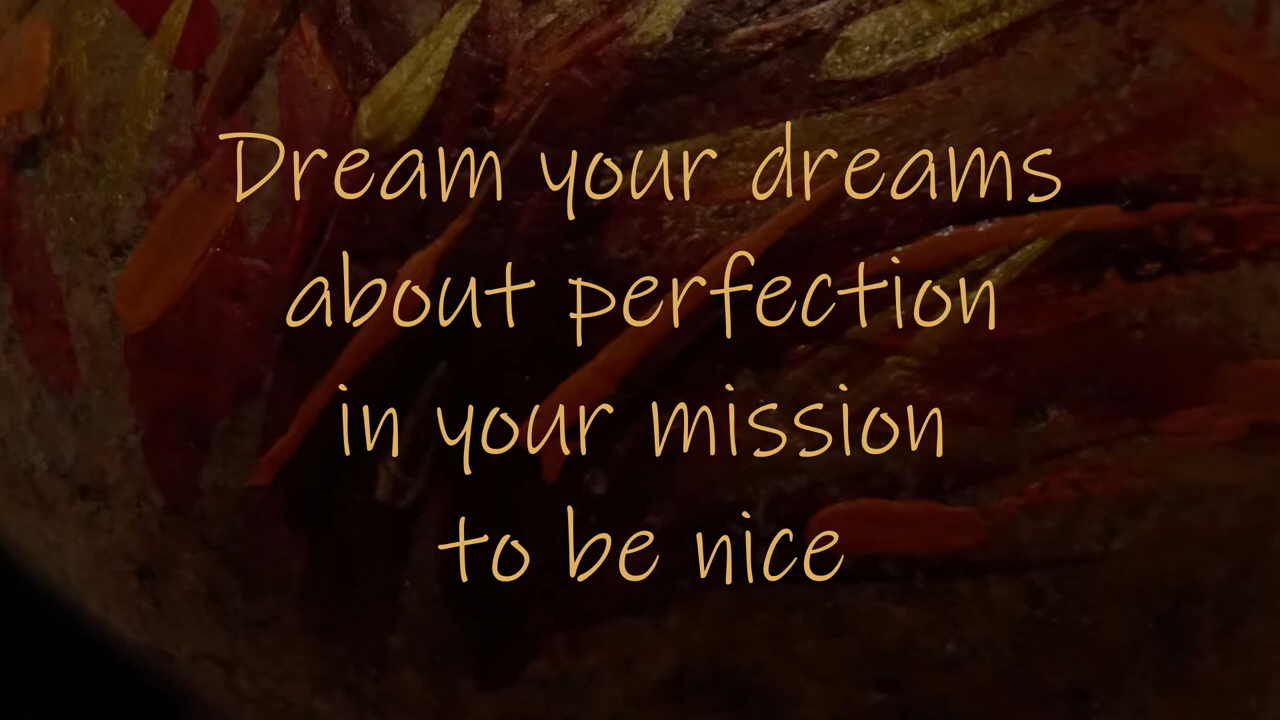 Dream your dreams
about perfection
in your mission
to be nice